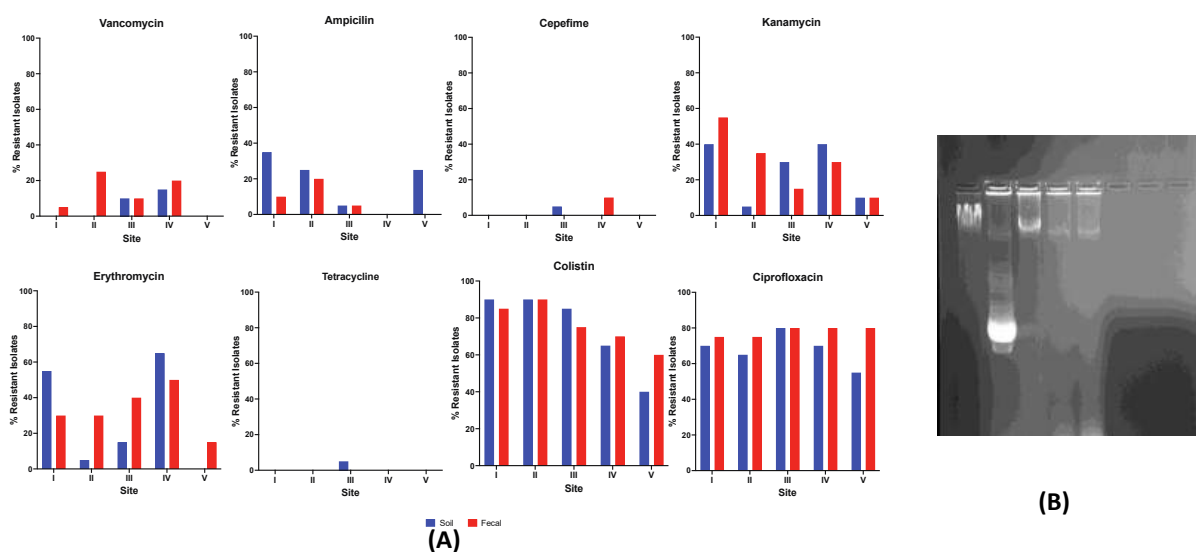 Vancomycin
100
80
60
40
20
0
% Resistant Isolates
I II III IV V
Site
Ampicilin
100
80
60
40
20
0
% Resistant Isolates
I II III IV V
Site
Cepefime
100
80
60
40
20
0
% Resistant Isolates
I II III IV V
Site
Kanamycin
100
80
60
40
20
0
% Resistant Isolates
I II III IV V
Site
Erythromycin
100
80
60
40
20
0
% Resistant Isolates
I II III IV V
Site
Tetracycline
100
80
60
40
20
0
% Resistant Isolates
I II III IV V
Site
Colistin
100
80
60
40
20
0
% Resistant Isolates
I II III IV V
Site
Ciprofloxacin
100
80
60
40
20
0
% Resistant Isolates
I II III IV V
Site
Soil Fecal
(A)
(B)